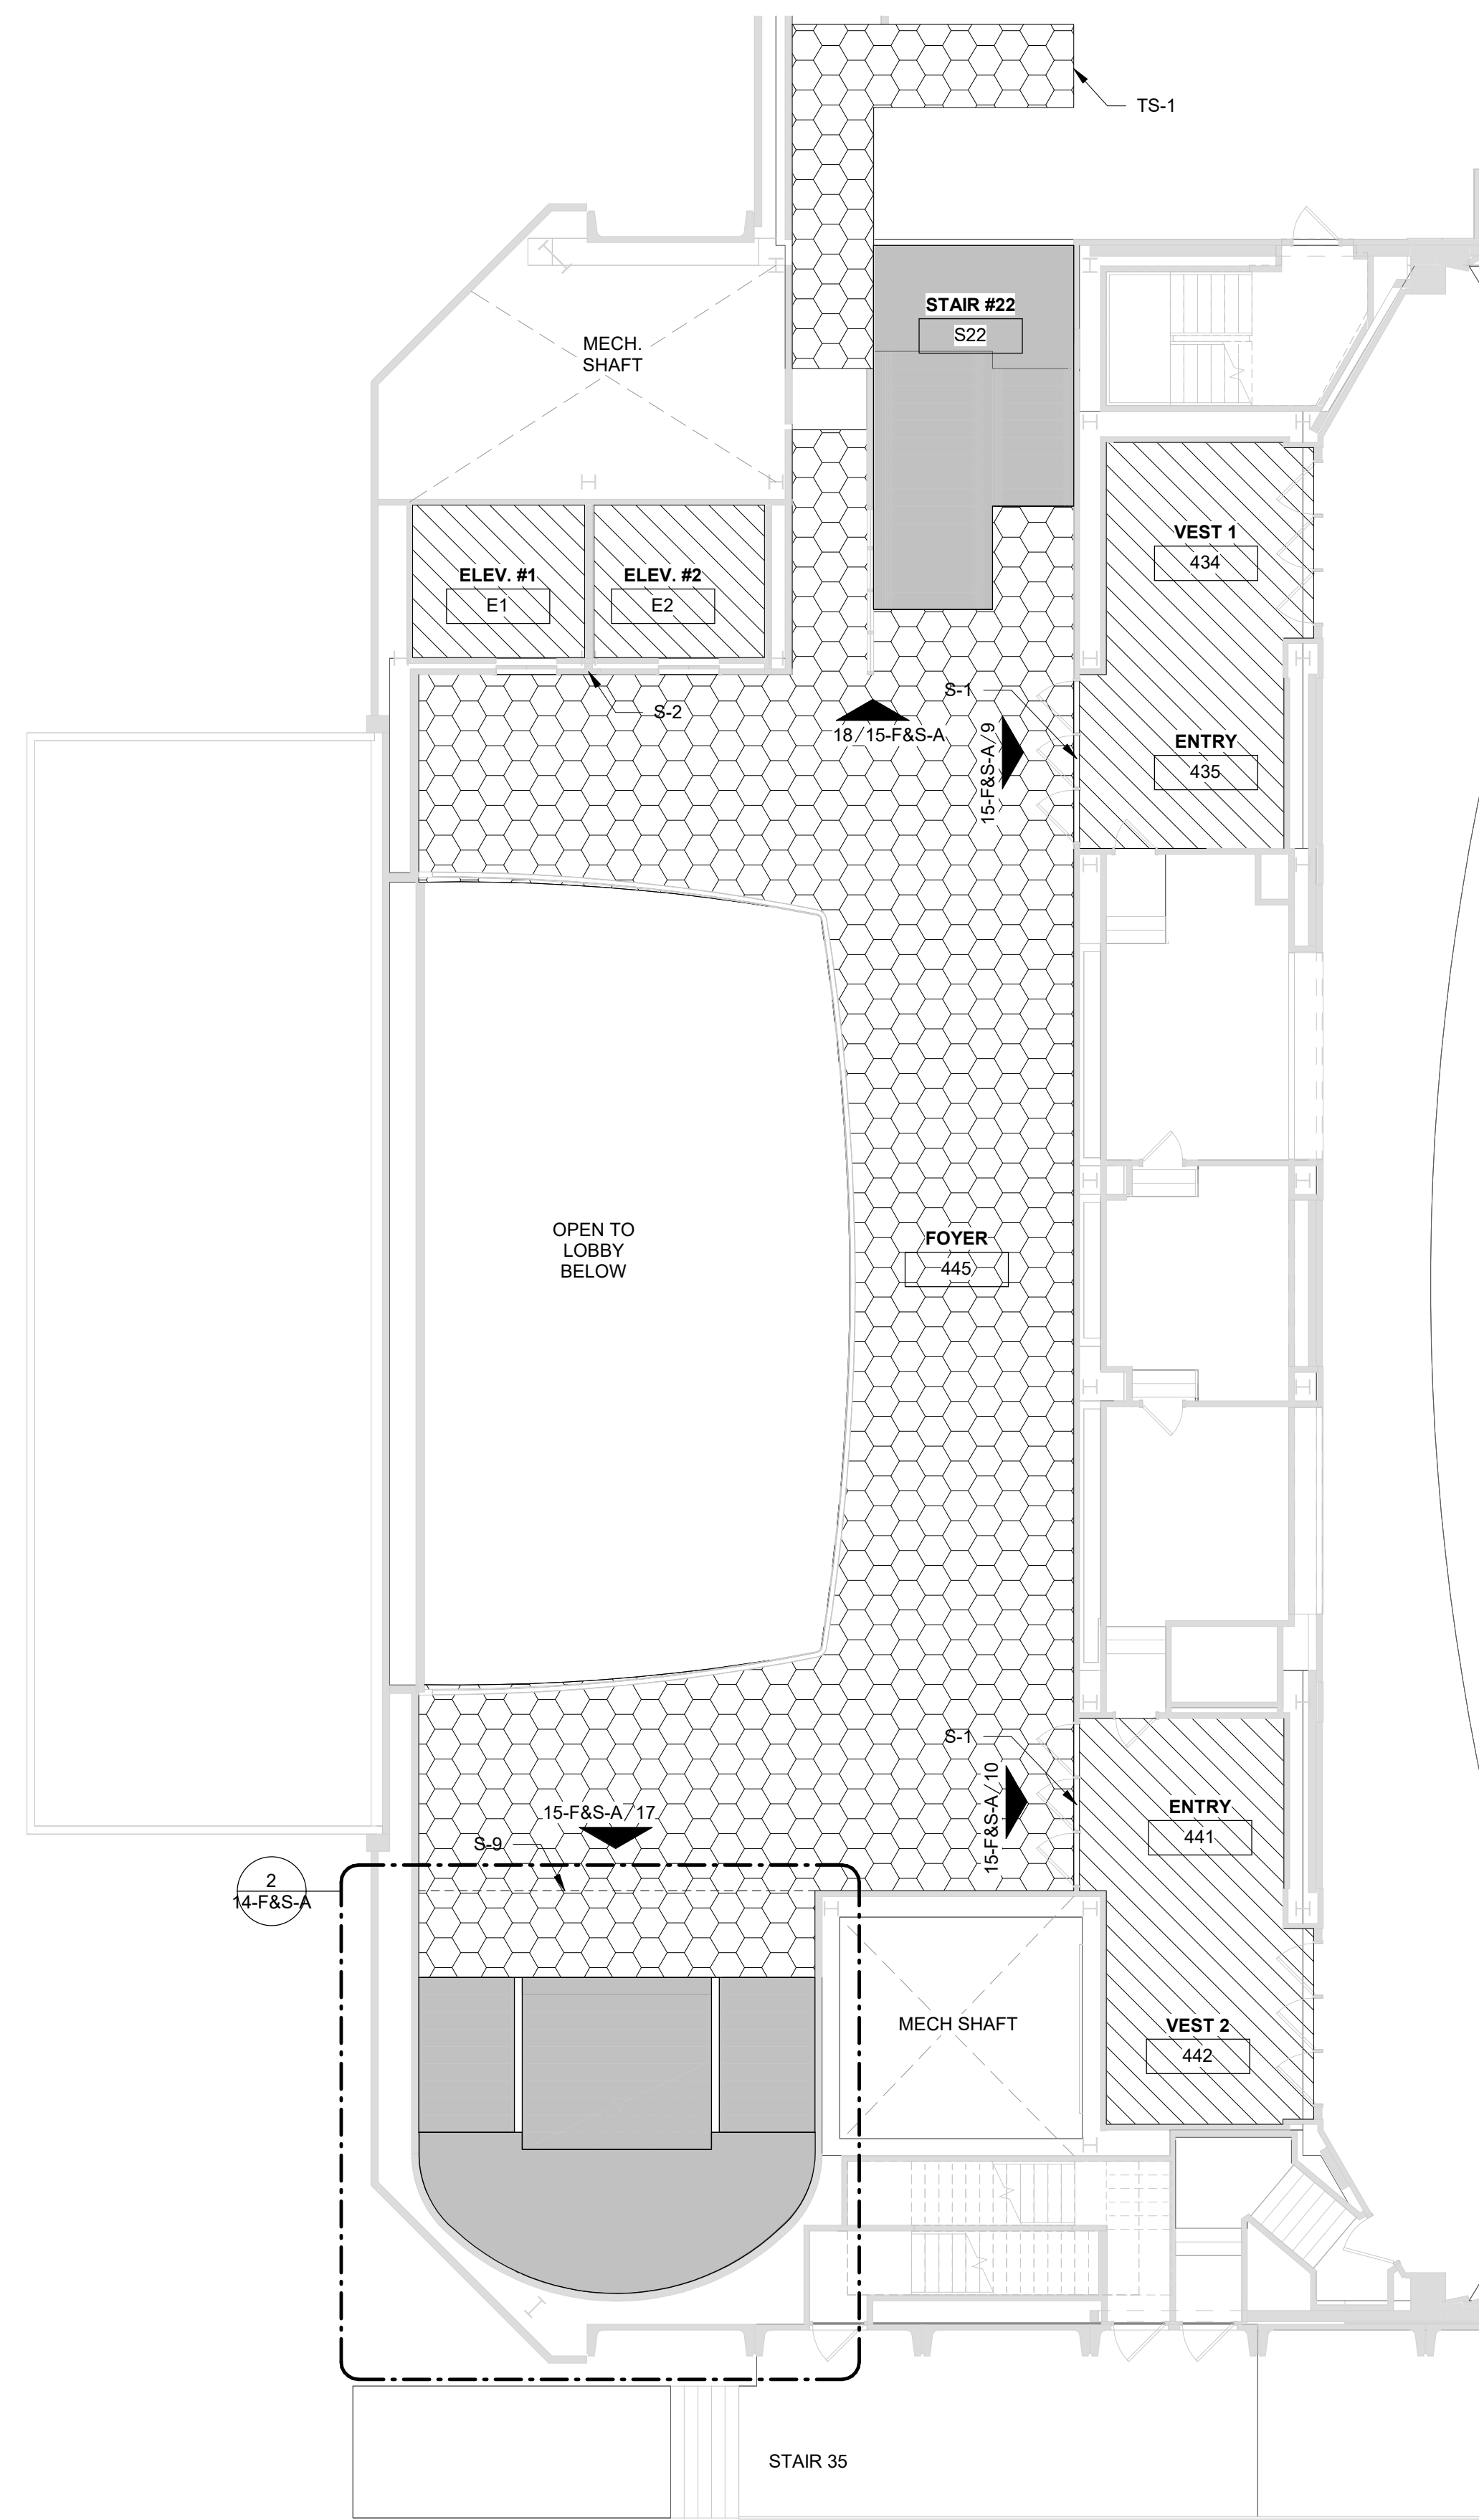 TS-1
STAIR #22
S22
MECH.
SHAFT
VEST 1
434
ELEV. #1
E1
ELEV. #2
E2
S-1
S-2
18/15-F&S-A
15-F&S-A/9
ENTRY
435
OPEN TO
LOBBY
BELOW
FOYER
445
S-1
15-F&S-A/10
ENTRY
441
15-F&S-A/17
S-9
2
14-F&S-A
MECH SHAFT
VEST 2
442
STAIR 35